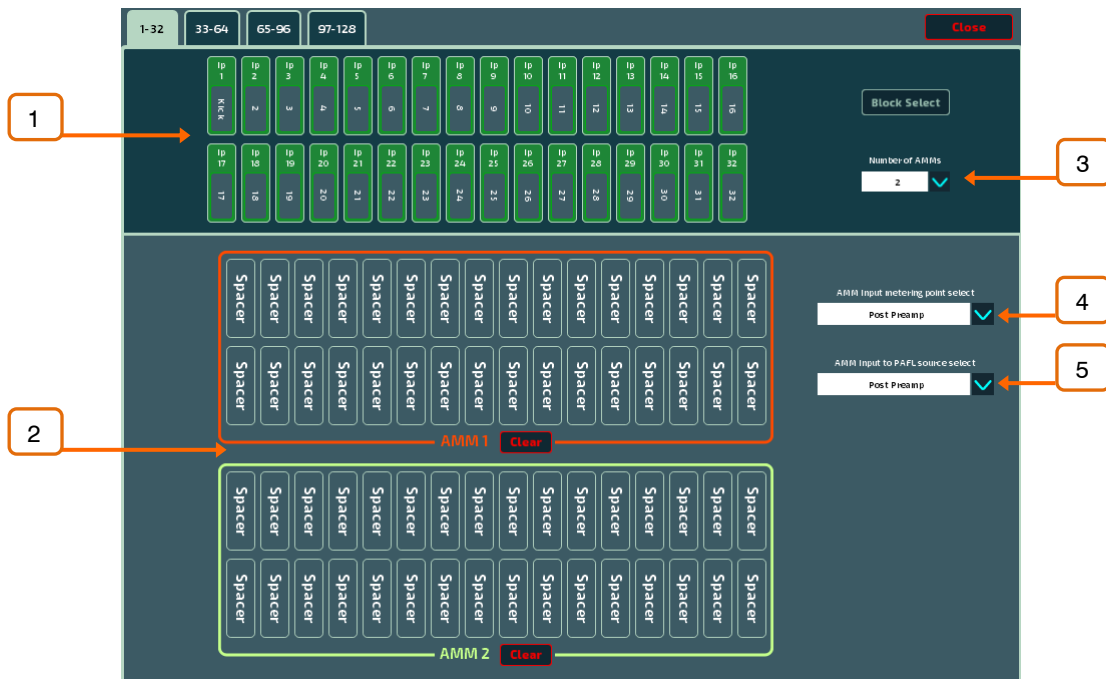 1-32 33-64 65-96 97-128 Close
Ip Ip Ip Ip Ip Ip Ip Ip Ip Ip Ip Ip Ip Ip Ip Ip
1 2 3 4 5 6 7 8 9 10 11 12 13 14 15 16
Kick 2 3 4 5 6 7 8 9 10 11 12 13 14 15 16
Block Select
1
Ip Ip Ip Ip Ip Ip Ip Ip Ip Ip Ip Ip Ip Ip Ip Ip
17 18 19 20 21 22 23 24 25 26 27 28 29 30 31 32
17 18 19 20 21 22 23 24 25 26 27 28 29 30 31 32
Number of AMMs
2
3
Spacer Spacer Spacer Spacer Spacer Spacer Spacer Spacer Spacer Spacer Spacer Spacer Spacer Spacer Spacer Spacer
AMM Input metering point select
Post Preamp
4
Spacer Spacer Spacer Spacer Spacer Spacer Spacer Spacer Spacer Spacer Spacer Spacer Spacer Spacer Spacer Spacer
AMM Input to PAFL source select
Post Preamp
5
2
AMM 1 Clear
Spacer Spacer Spacer Spacer Spacer Spacer Spacer Spacer Spacer Spacer Spacer Spacer Spacer Spacer Spacer Spacer
Spacer Spacer Spacer Spacer Spacer Spacer Spacer Spacer Spacer Spacer Spacer Spacer Spacer Spacer Spacer Spacer
AMM 2 Clear